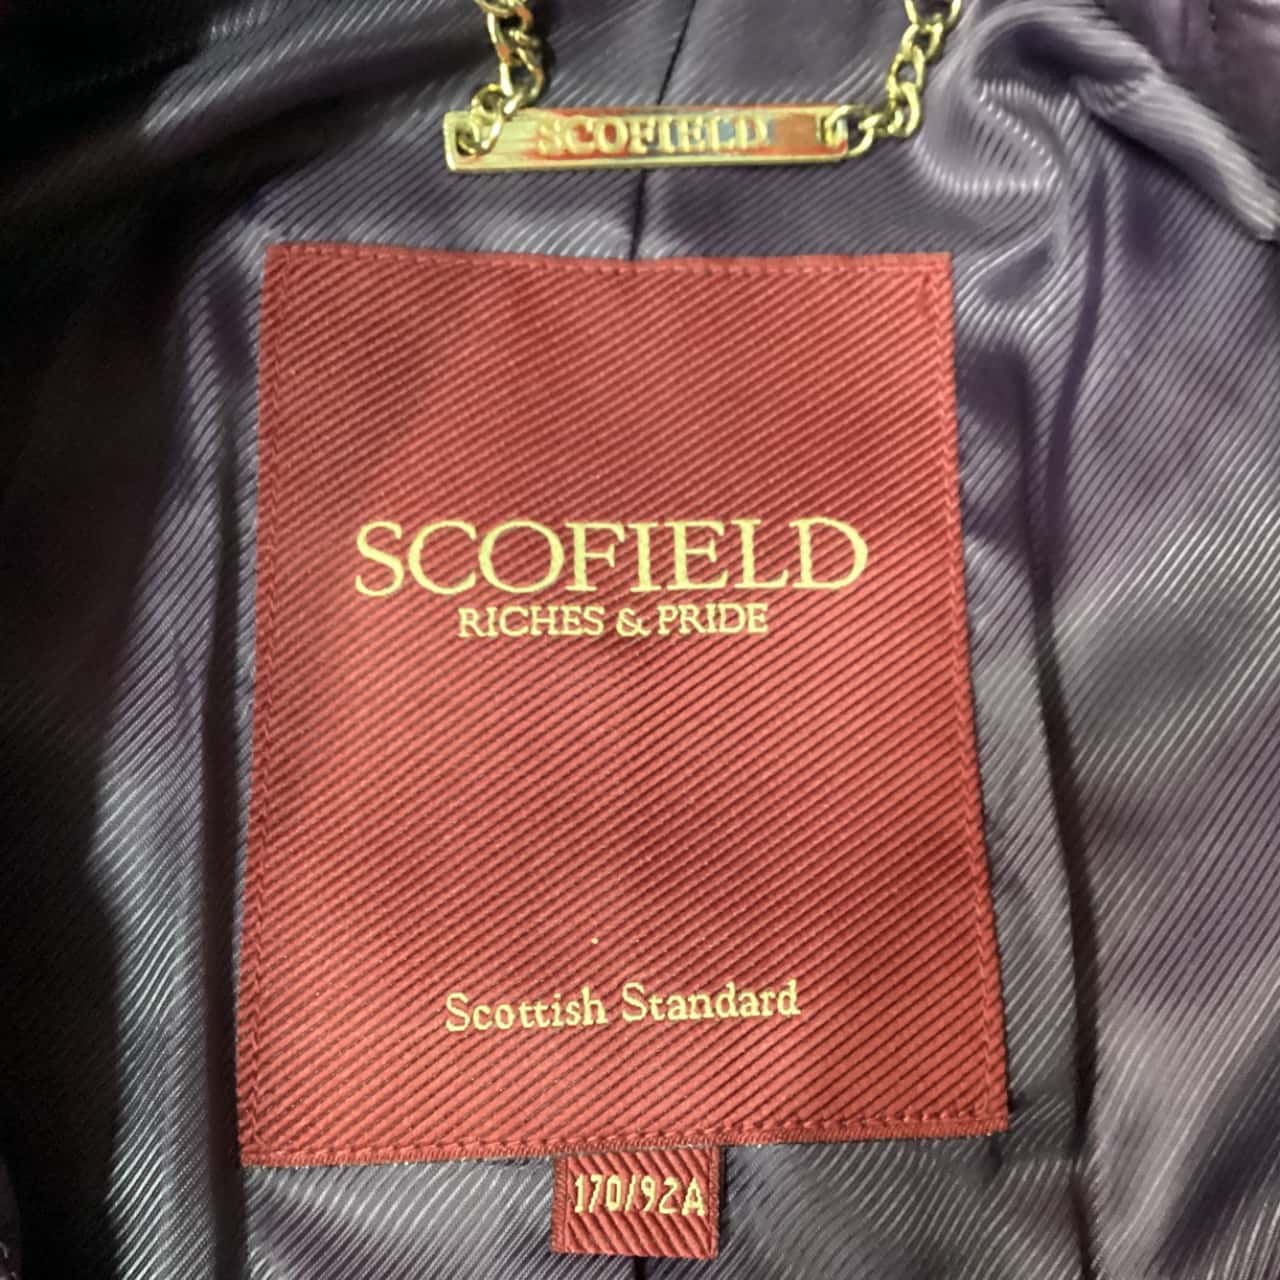 SCOFIELD
SCOFIELD
RICHES & PRIDE
Scottish Standard
170/92A